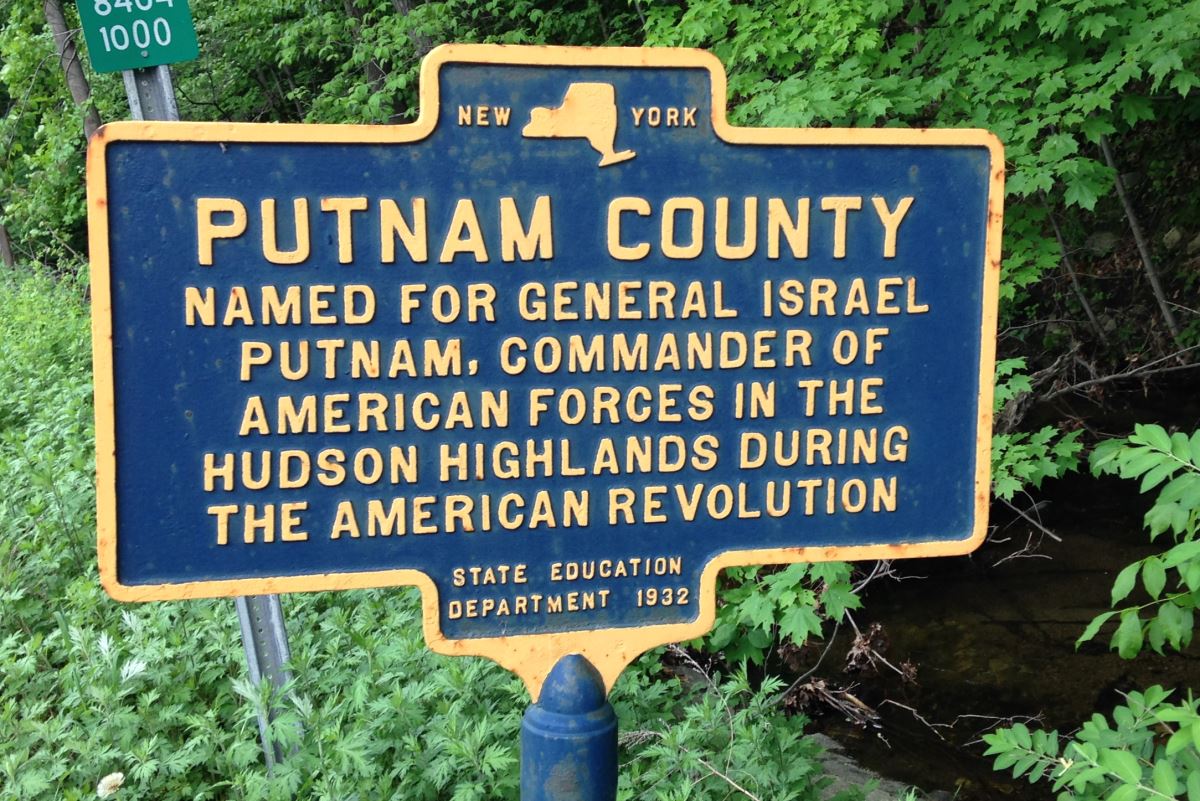 8404
1000
NEW YORK
PUTNAM COUNTY
NAMED FOR GENERAL ISRAEL
PUTNAM, COMMANDER OF
AMERICAN FORCES IN THE
HUDSON HIGHLANDS DURING
THE AMERICAN REVOLUTION
STATE EDUCATION
DEPARTMENT 1932